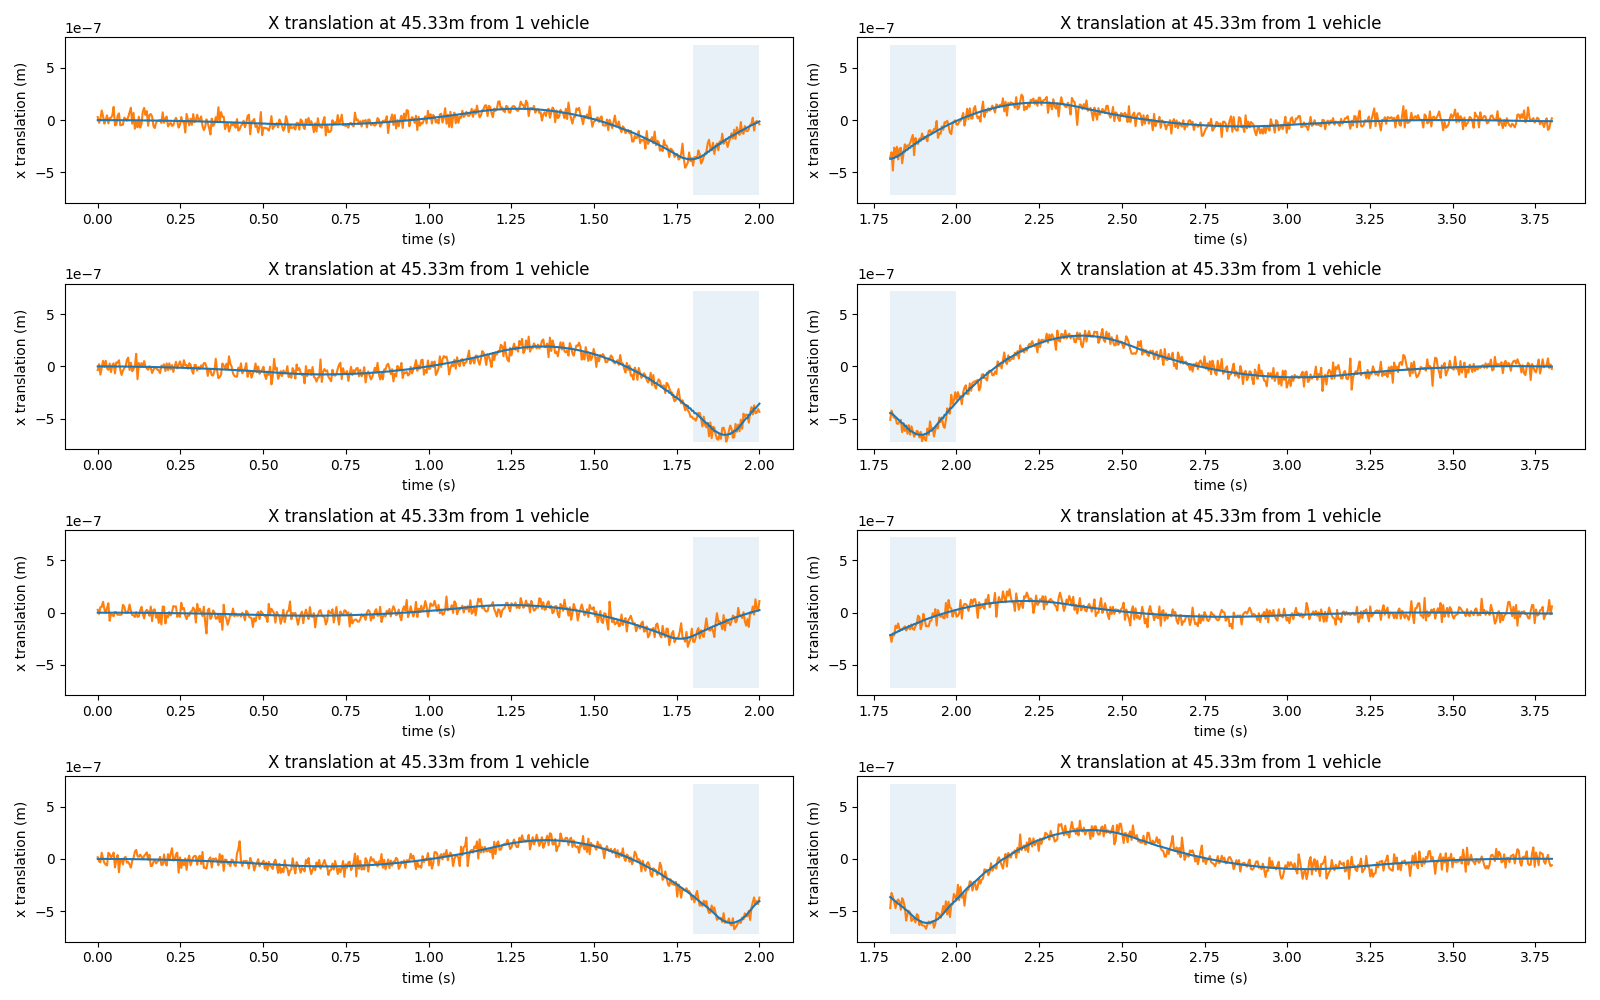 X translation at 45.33m from 1 vehicle
1e−7
x translation (m)
5
0
−5
0.00 0.25 0.50 0.75 1.00 1.25 1.50 1.75 2.00
time (s)
X translation at 45.33m from 1 vehicle
1e−7
x translation (m)
5
0
−5
1.75 2.00 2.25 2.50 2.75 3.00 3.25 3.50 3.75
time (s)
X translation at 45.33m from 1 vehicle
1e−7
x translation (m)
5
0
−5
0.00 0.25 0.50 0.75 1.00 1.25 1.50 1.75 2.00
time (s)
X translation at 45.33m from 1 vehicle
1e−7
x translation (m)
5
0
−5
1.75 2.00 2.25 2.50 2.75 3.00 3.25 3.50 3.75
time (s)
X translation at 45.33m from 1 vehicle
1e−7
x translation (m)
5
0
−5
0.00 0.25 0.50 0.75 1.00 1.25 1.50 1.75 2.00
time (s)
X translation at 45.33m from 1 vehicle
1e−7
x translation (m)
5
0
−5
1.75 2.00 2.25 2.50 2.75 3.00 3.25 3.50 3.75
time (s)
X translation at 45.33m from 1 vehicle
1e−7
x translation (m)
5
0
−5
0.00 0.25 0.50 0.75 1.00 1.25 1.50 1.75 2.00
time (s)
X translation at 45.33m from 1 vehicle
1e−7
x translation (m)
5
0
−5
1.75 2.00 2.25 2.50 2.75 3.00 3.25 3.50 3.75
time (s)